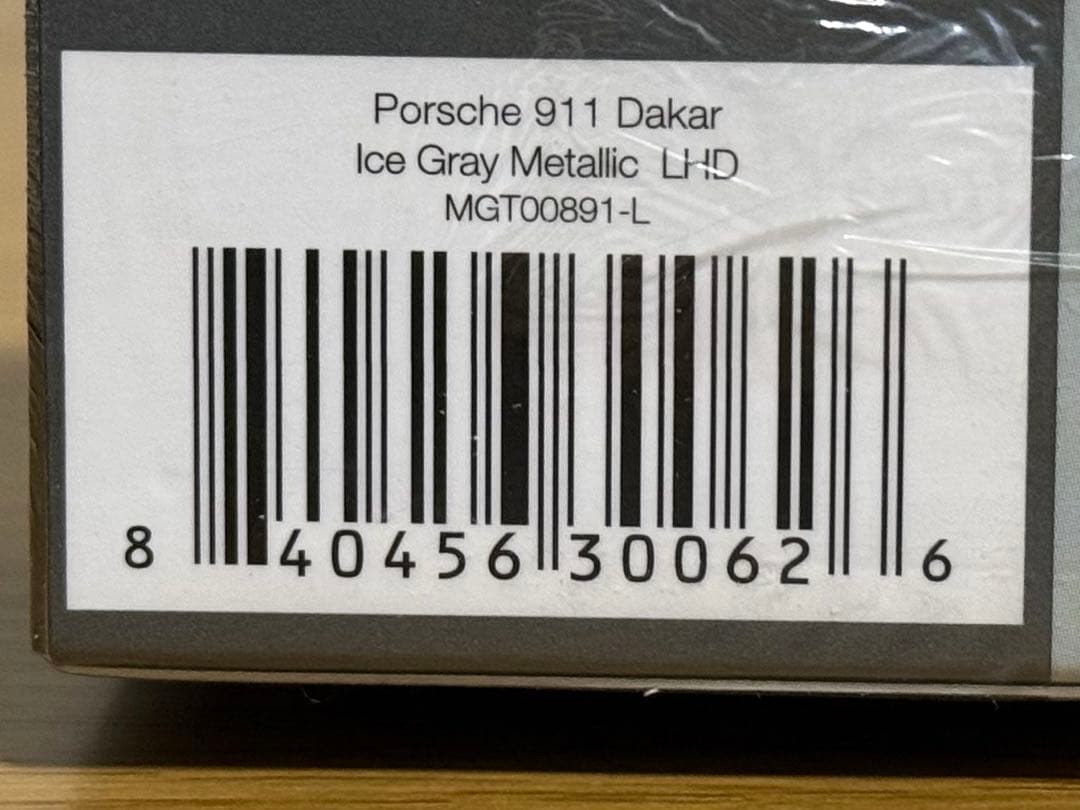 Porsche 911 Dakar
Ice Gray Metallic LHD
MGT00891-L
8 40456 30062 6